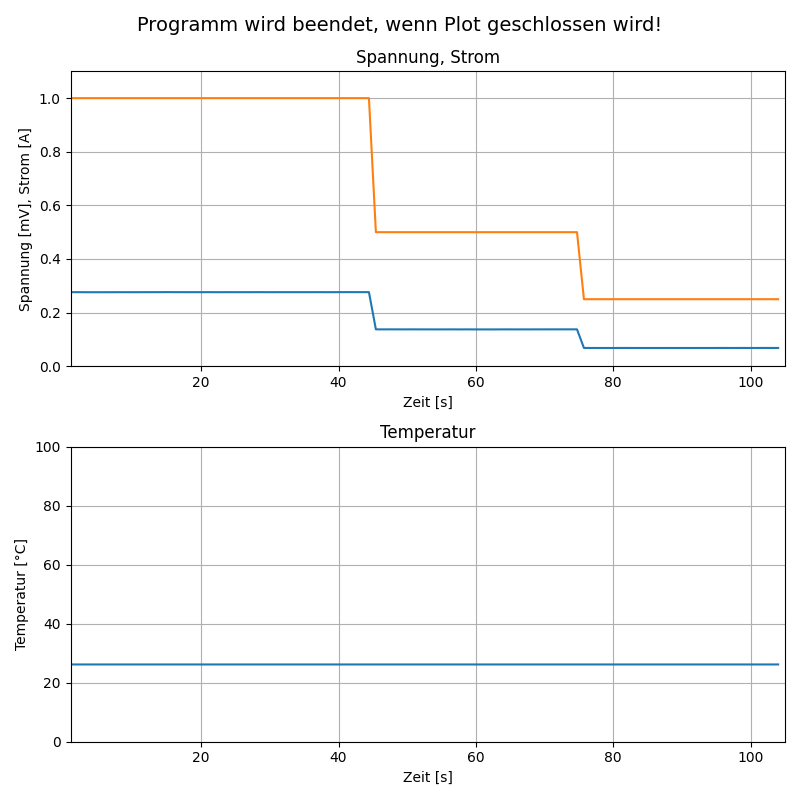 Programm wird beendet, wenn Plot geschlossen wird!
Spannung, Strom
Spannung [mV], Strom [A]
1.0
0.8
0.6
0.4
0.2
0.0
20 40 60 80 100
Zeit [s]
Temperatur
Temperatur [°C]
100
80
60
40
20
0
20 40 60 80 100
Zeit [s]